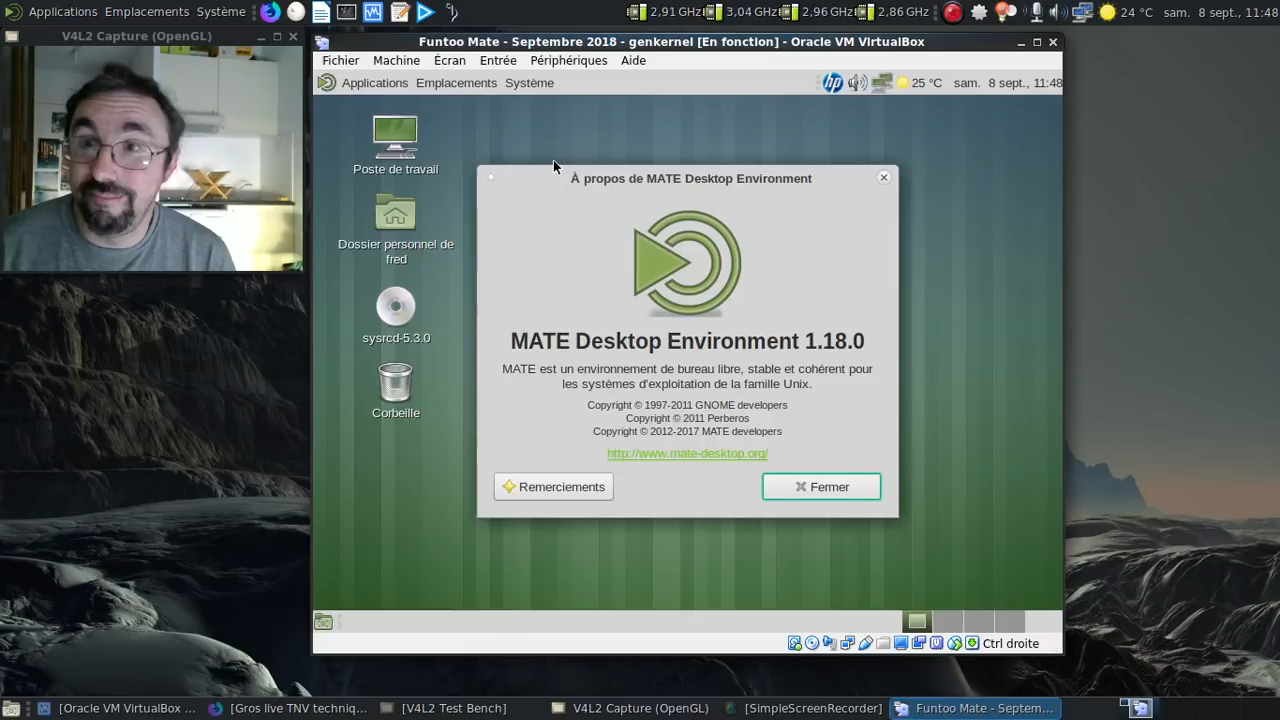 Applications Emplacements Système
2,91 GHz 3,04 GHz 2,96 GHz 2,86 GHz
24 °C sam. 8 sept., 11:48
V4L2 Capture (OpenGL)
Funtoo Mate - Septembre 2018 - genkernel [En fonction] - Oracle VM VirtualBox
Fichier Machine Écran Entrée Périphériques Aide
Applications Emplacements Système
hp
25 °C sam. 8 sept., 11:48
Poste de travail
Dossier personnel de
fred
sysrcd-5.3.0
Corbeille
À propos de MATE Desktop Environment
MATE Desktop Environment 1.18.0
MATE est un environnement de bureau libre, stable et cohérent pour
les systèmes d'exploitation de la famille Unix.
Copyright © 1997-2011 GNOME developers
Copyright © 2011 Perberos
Copyright © 2012-2017 MATE developers
http://www.mate-desktop.org/
Remerciements
Fermer
Ctrl droite
[Oracle VM VirtualBox ...
[Gros live TNV techniq...
[V4L2 Test Bench]
V4L2 Capture (OpenGL)
[SimpleScreenRecorder]
Funtoo Mate - Septem...